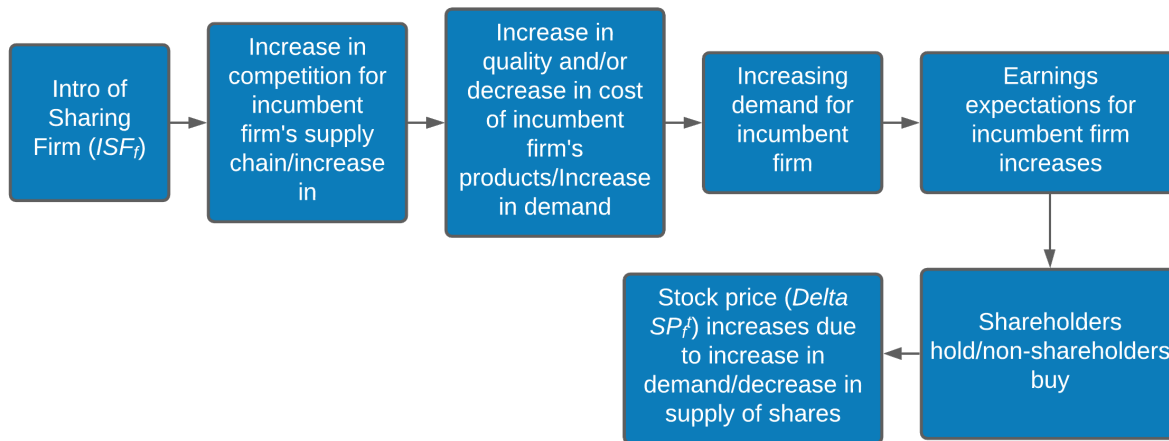 Intro of
Sharing
Firm (ISF_f)
Increase in
competition for
incumbent
firm's supply
chain/increase
in
Increase in
quality and/or
decrease in cost
of incumbent
firm's
products/Increase
in demand
Increasing
demand for
incumbent
firm
Earnings
expectations for
incumbent firm
increases
Shareholders
hold/non-shareholders
buy
Stock price (Delta
SP_f^t) increases due
to increase in
demand/decrease in
supply of shares